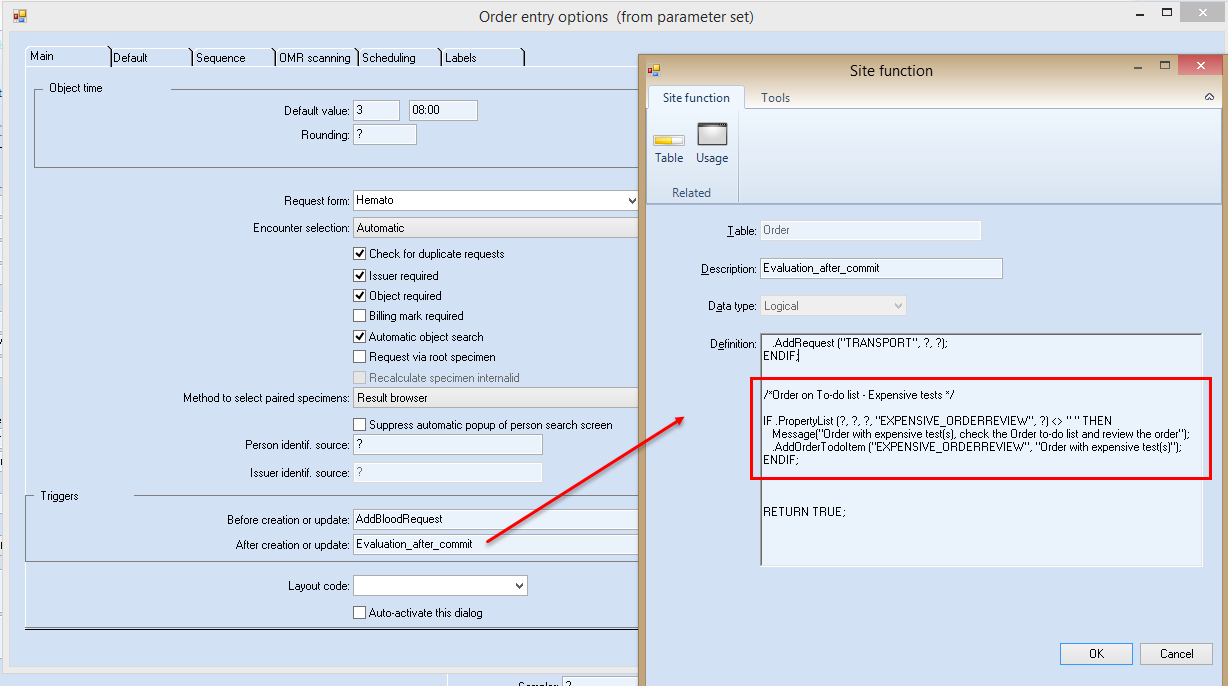 Order entry options (from parameter set)
Main
Default
Sequence
OMR scanning
Scheduling
Labels
Object time
Default value: 3 08:00
Rounding: ?
Request form: Hemato
Encounter selection: Automatic
Check for duplicate requests
Issuer required
Object required
Billing mark required
Automatic object search
Request via root specimen
Recalculate specimen internalid
Method to select paired specimens: Result browser
Suppress automatic popup of person search screen
Person identif. source: ?
Issuer identif. source: ?
Triggers
Before creation or update: AddBloodRequest
After creation or update: Evaluation_after_commit
Layout code:
Auto-activate this dialog
Site function
Site function
Tools
Table
Usage
Related
Table: Order
Description: Evaluation_after_commit
Data type: Logical
Definition:
.AddRequest ("TRANSPORT", ?, ?);
ENDIF;
/*Order on To-do list - Expensive tests */
IF .PropertyList (?, ?, ?, "EXPENSIVE_ORDERREVIEW", ?) <> " " THEN
Message("Order with expensive test(s), check the Order to-do list and review the order");
.AddOrderTodoItem ("EXPENSIVE_ORDERREVIEW", "Order with expensive test(s)");
ENDIF;
RETURN TRUE;
OK
Cancel